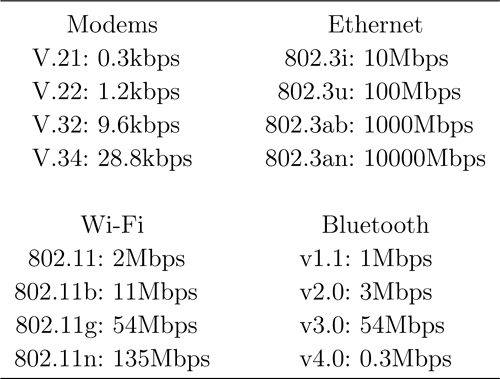 Modems
V.21: 0.3kbps
V.22: 1.2kbps
V.32: 9.6kbps
V.34: 28.8kbps
Ethernet
802.3i: 10Mbps
802.3u: 100Mbps
802.3ab: 1000Mbps
802.3an: 10000Mbps
Wi-Fi
802.11: 2Mbps
802.11b: 11Mbps
802.11g: 54Mbps
802.11n: 135Mbps
Bluetooth
v1.1: 1Mbps
v2.0: 3Mbps
v3.0: 54Mbps
v4.0: 0.3Mbps